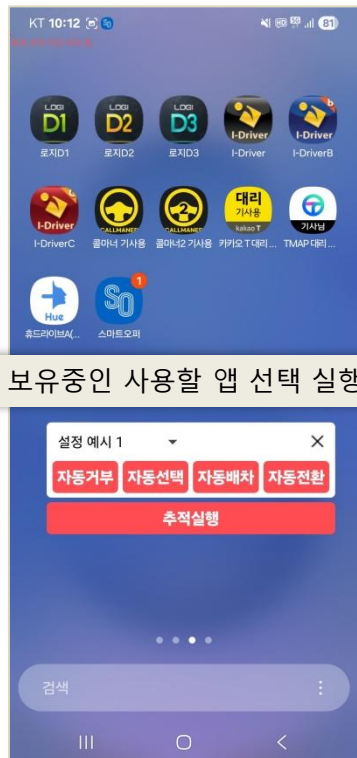 KT 10:12 81
LOGI D1 LOGI D2 LOGI D3 I-Driver I-Driver B
로지D1 로지D2 로지D3 I-Driver I-DriverB
I-Driver C CALLMANER 2 CALLMANER 대리 기사용 kakao T 기사님
I-DriverC 콜마너 기사용 콜마너2 기사용 카카오 T 대리 ... TMAP 대리 ...
Hue SO 1
휴드라이브A(... 스마트오퍼
보유중인 사용할 앱 선택 실행
설정 예시 1
자동거부 자동선택 자동배차 자동전환
추적실행
검색